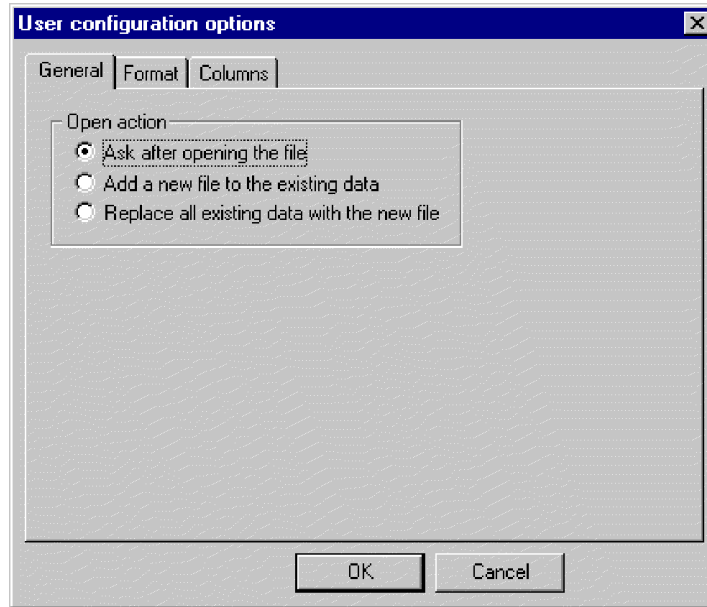 User configuration options
General Format Columns
Open action
Ask after opening the file
Add a new file to the existing data
Replace all existing data with the new file
OK Cancel